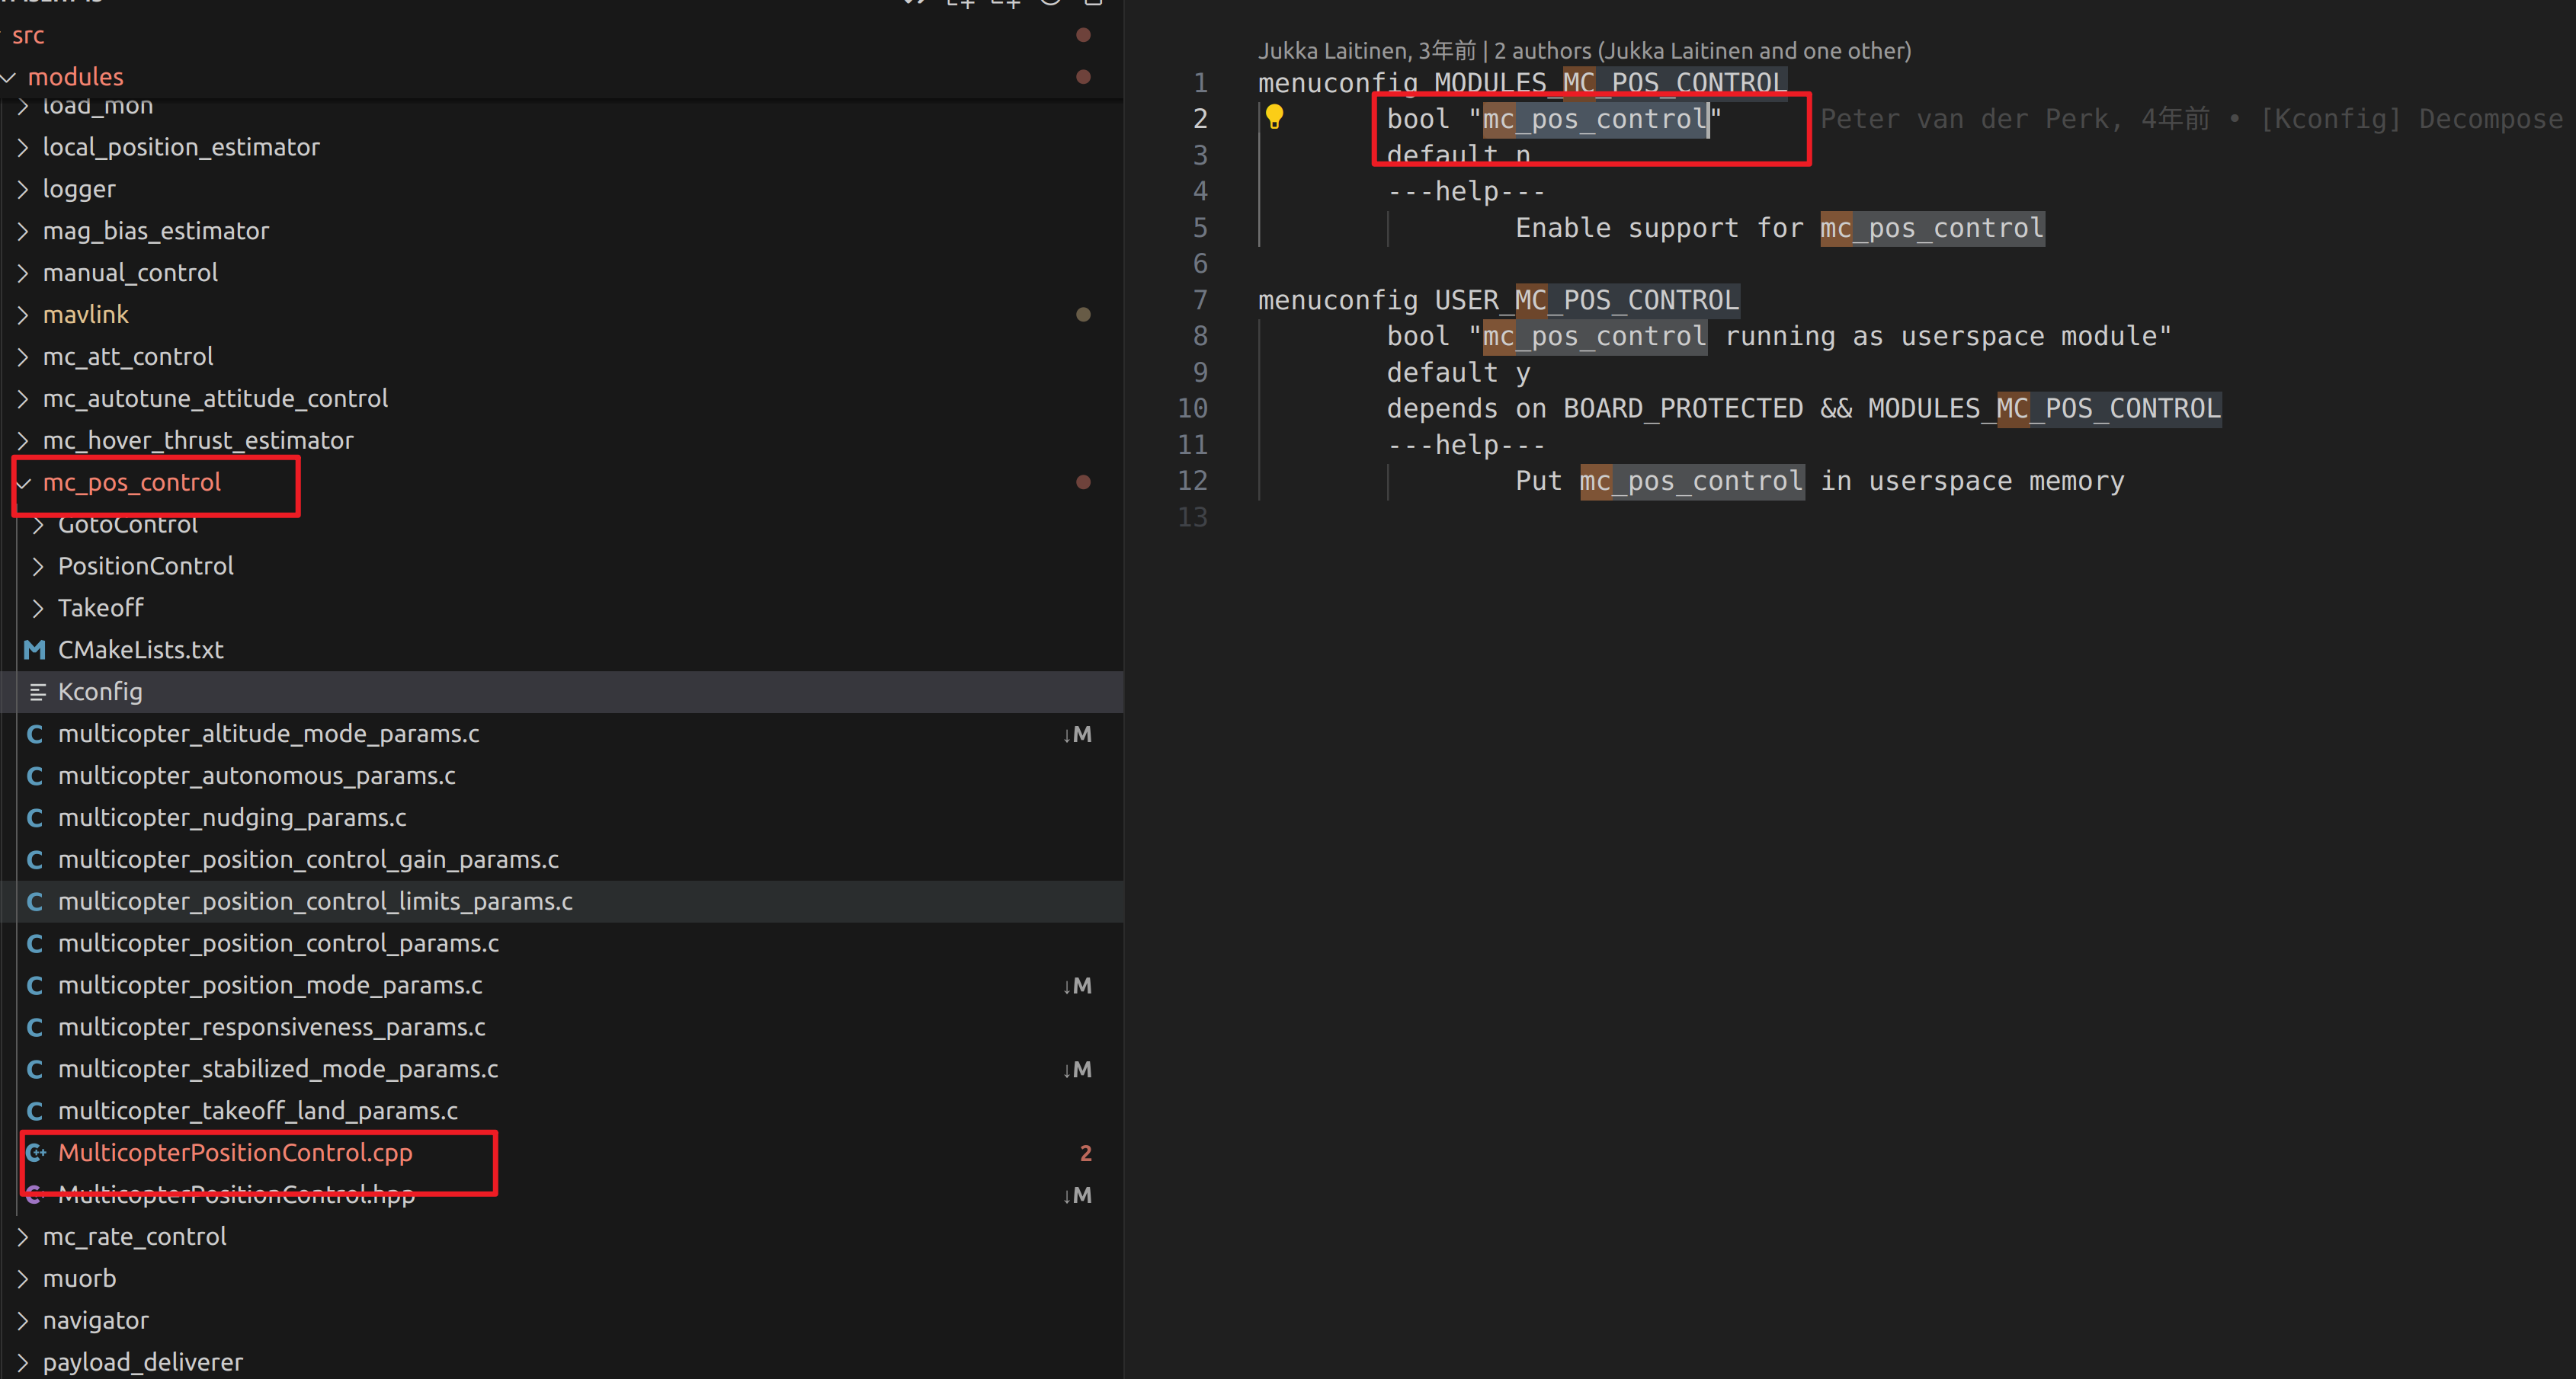 src
modules
load_mon
local_position_estimator
logger
mag_bias_estimator
manual_control
mavlink
mc_att_control
mc_autotune_attitude_control
mc_hover_thrust_estimator
mc_pos_control
GotoControl
PositionControl
Takeoff
CMakeLists.txt
Kconfig
multicopter_altitude_mode_params.c ↓M
multicopter_autonomous_params.c
multicopter_nudging_params.c
multicopter_position_control_gain_params.c
multicopter_position_control_limits_params.c
multicopter_position_control_params.c
multicopter_position_mode_params.c ↓M
multicopter_responsiveness_params.c
multicopter_stabilized_mode_params.c ↓M
multicopter_takeoff_land_params.c
MulticopterPositionControl.cpp 2
MulticopterPositionControl.hpp ↓M
mc_rate_control
muorb
navigator
payload_deliverer
Jukka Laitinen, 3年前 | 2 authors (Jukka Laitinen and one other)
1 menuconfig MODULES_MC_POS_CONTROL
2 bool "mc_pos_control" Peter van der Perk, 4年前 • [Kconfig] Decompose
3 default n
4 ---help---
5 Enable support for mc_pos_control
6
7 menuconfig USER_MC_POS_CONTROL
8 bool "mc_pos_control running as userspace module"
9 default y
10 depends on BOARD_PROTECTED && MODULES_MC_POS_CONTROL
11 ---help---
12 Put mc_pos_control in userspace memory
13